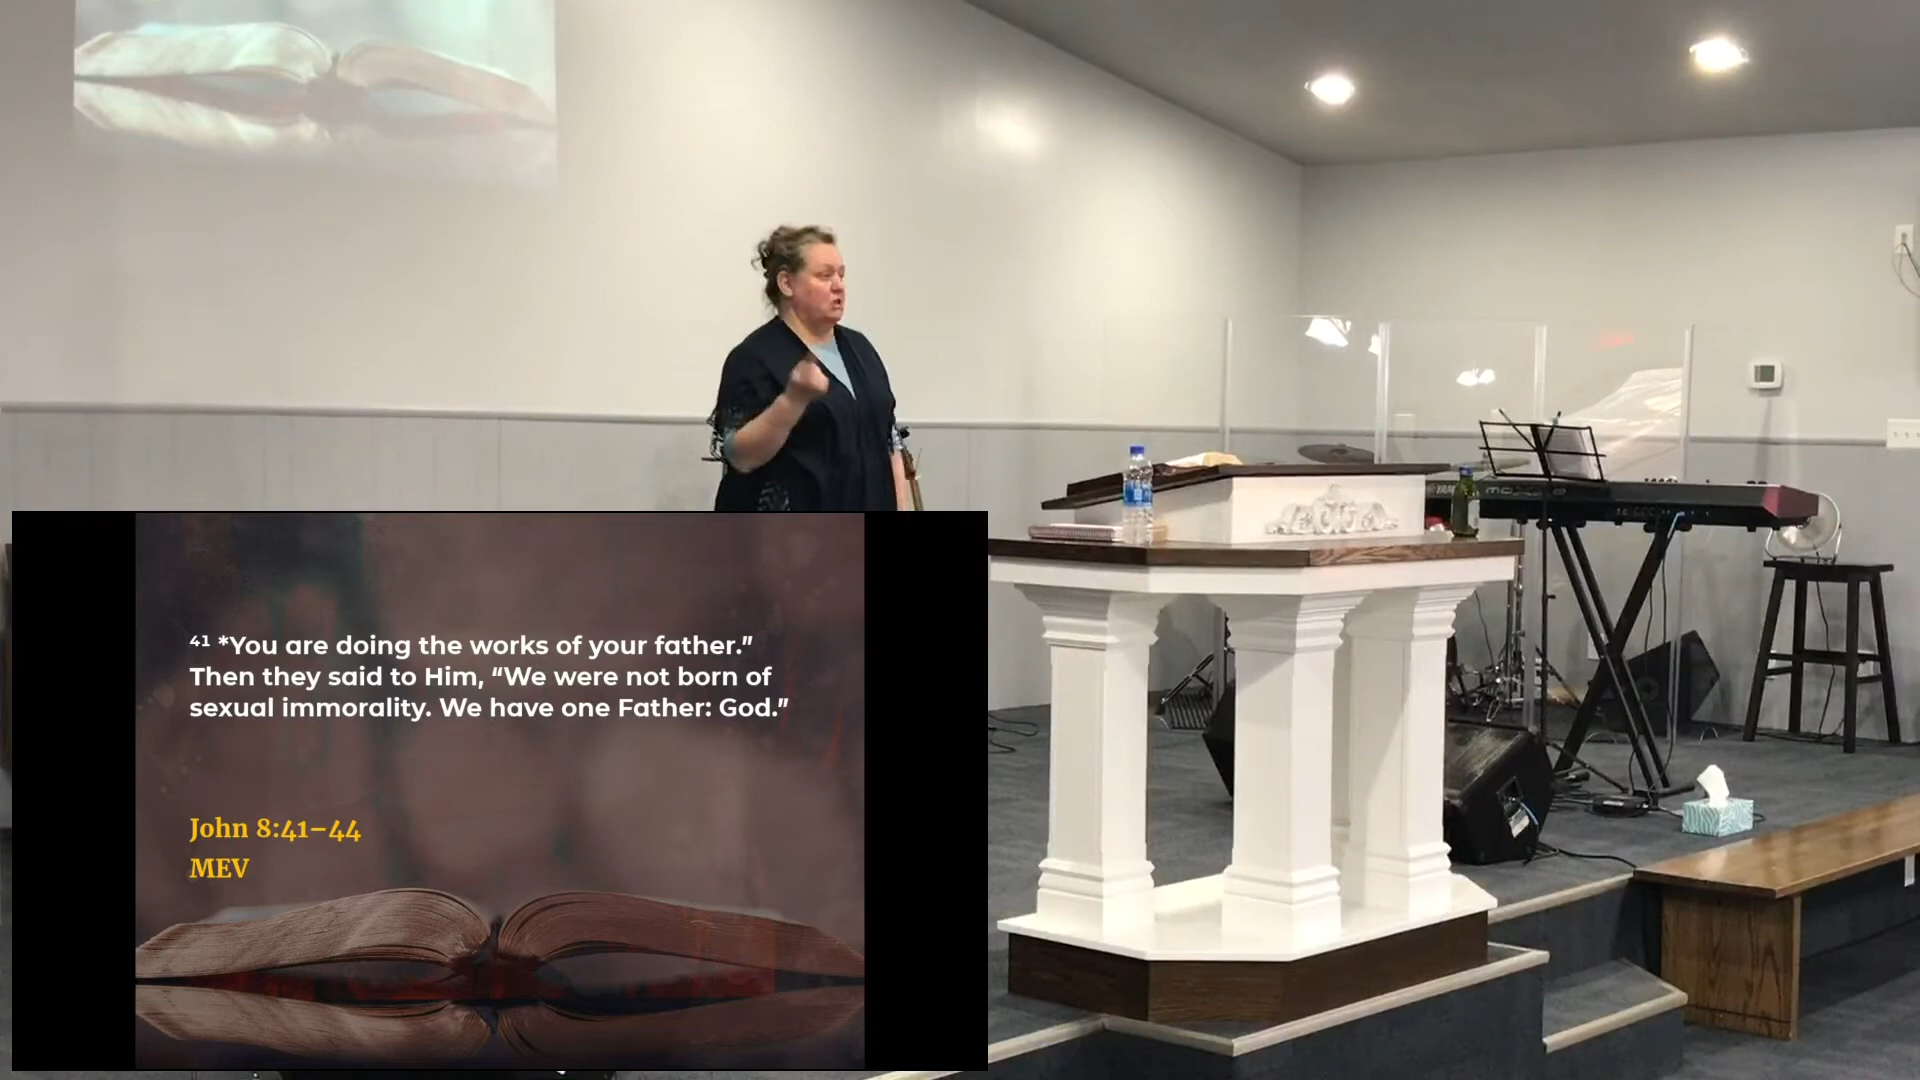 ⁴¹ *You are doing the works of your father.”
Then they said to Him, “We were not born of
sexual immorality. We have one Father: God.”
John 8:41–44
MEV